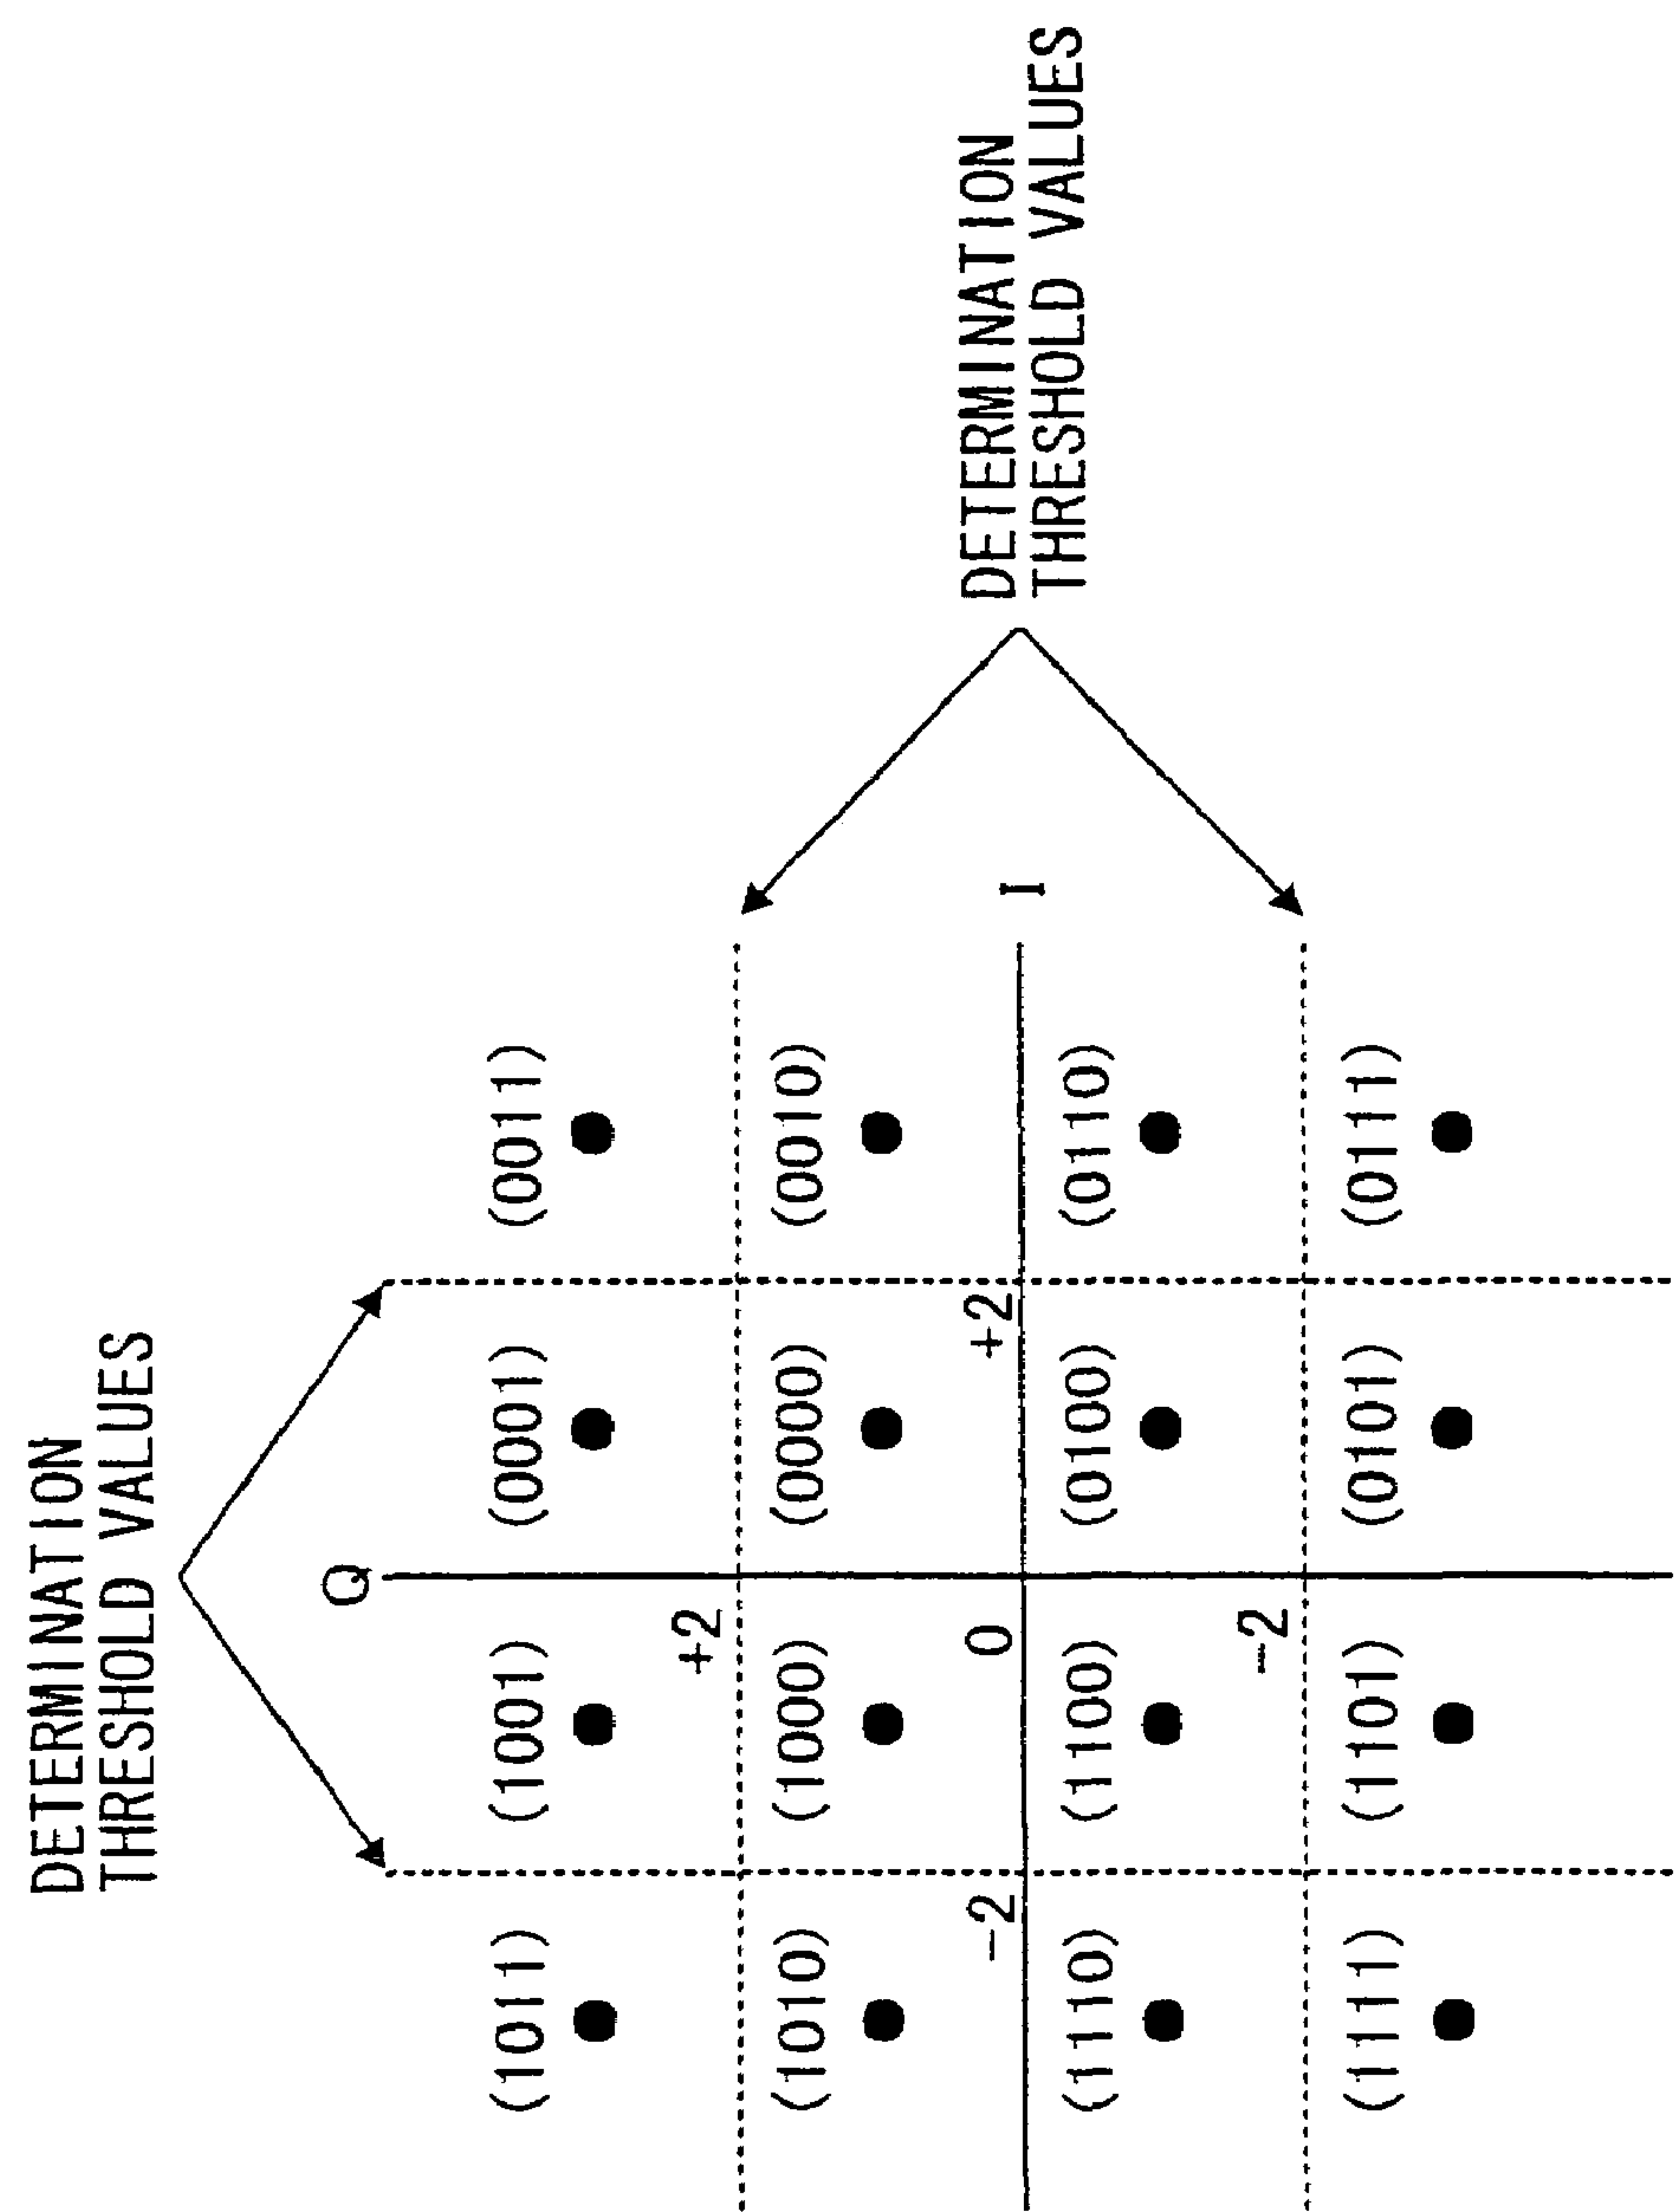 DETERMINATION
THRESHOLD VALUES
Q
(1011) (1001) (0001) (0011)
+2
(1010) (1000) (0000) (0010)
−2 0 +2 I
DETERMINATION
THRESHOLD VALUES
(1110) (1100) (0100) (0110)
−2
(1111) (1101) (0101) (0111)